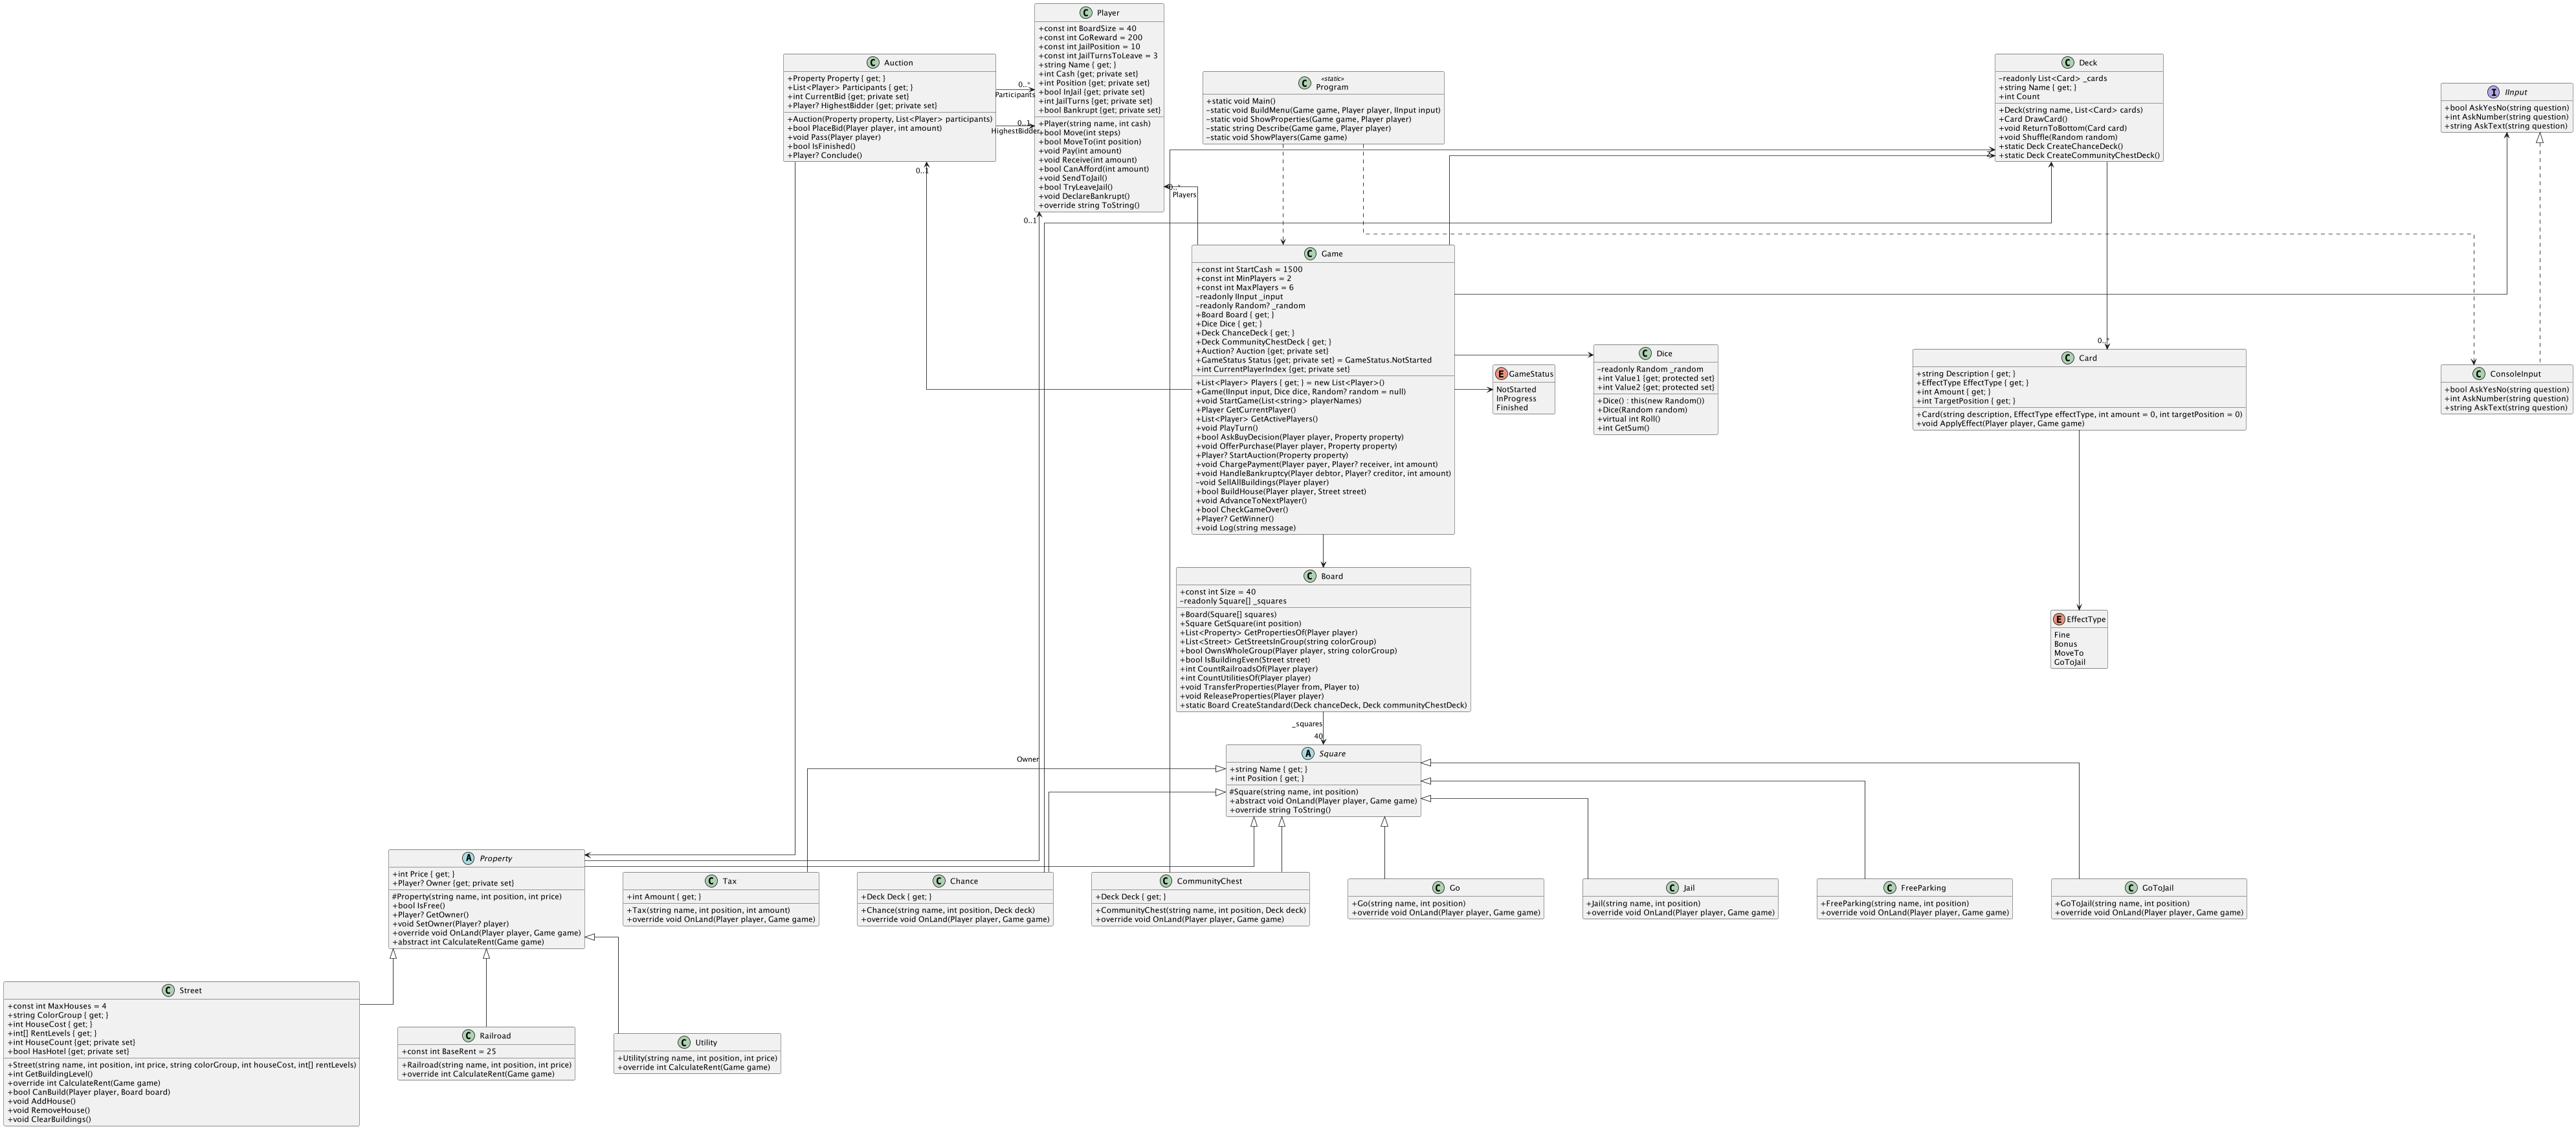 Player
+const int BoardSize = 40
+const int GoReward = 200
+const int JailPosition = 10
+const int JailTurnsToLeave = 3
+string Name { get; }
+int Cash {get; private set}
+int Position {get; private set}
+bool InJail {get; private set}
+int JailTurns {get; private set}
+bool Bankrupt {get; private set}
+Player(string name, int cash)
+bool Move(int steps)
+bool MoveTo(int position)
+void Pay(int amount)
+void Receive(int amount)
+bool CanAfford(int amount)
+void SendToJail()
+bool TryLeaveJail()
+void DeclareBankrupt()
+override string ToString()
Auction
+Property Property { get; }
+List<Player> Participants { get; }
+int CurrentBid {get; private set}
+Player? HighestBidder {get; private set}
+Auction(Property property, List<Player> participants)
+bool PlaceBid(Player player, int amount)
+void Pass(Player player)
+bool IsFinished()
+Player? Conclude()
0..*
Participants
0..1
HighestBidder
0..1
0..1
«static»
Program
+static void Main()
-static void BuildMenu(Game game, Player player, IInput input)
-static void ShowProperties(Game game, Player player)
-static string Describe(Game game, Player player)
-static void ShowPlayers(Game game)
0..*
Players
Deck
-readonly List<Card> _cards
+string Name { get; }
+int Count
+Deck(string name, List<Card> cards)
+Card DrawCard()
+void ReturnToBottom(Card card)
+void Shuffle(Random random)
+static Deck CreateChanceDeck()
+static Deck CreateCommunityChestDeck()
2
IInput
+bool AskYesNo(string question)
+int AskNumber(string question)
+string AskText(string question)
Game
+const int StartCash = 1500
+const int MinPlayers = 2
+const int MaxPlayers = 6
-readonly IInput _input
-readonly Random? _random
+Board Board { get; }
+Dice Dice { get; }
+Deck ChanceDeck { get; }
+Deck CommunityChestDeck { get; }
+Auction? Auction {get; private set}
+GameStatus Status {get; private set} = GameStatus.NotStarted
+int CurrentPlayerIndex {get; private set}
+List<Player> Players { get; } = new List<Player>()
+Game(IInput input, Dice dice, Random? random = null)
+void StartGame(List<string> playerNames)
+Player GetCurrentPlayer()
+List<Player> GetActivePlayers()
+void PlayTurn()
+bool AskBuyDecision(Player player, Property property)
+void OfferPurchase(Player player, Property property)
+Player? StartAuction(Property property)
+void ChargePayment(Player payer, Player? receiver, int amount)
+void HandleBankruptcy(Player debtor, Player? creditor, int amount)
-void SellAllBuildings(Player player)
+bool BuildHouse(Player player, Street street)
+void AdvanceToNextPlayer()
+bool CheckGameOver()
+Player? GetWinner()
+void Log(string message)
GameStatus
NotStarted
InProgress
Finished
Dice
-readonly Random _random
+int Value1 {get; protected set}
+int Value2 {get; protected set}
+Dice() : this(new Random())
+Dice(Random random)
+virtual int Roll()
+int GetSum()
0..*
Card
+string Description { get; }
+EffectType EffectType { get; }
+int Amount { get; }
+int TargetPosition { get; }
+Card(string description, EffectType effectType, int amount = 0, int targetPosition = 0)
+void ApplyEffect(Player player, Game game)
ConsoleInput
+bool AskYesNo(string question)
+int AskNumber(string question)
+string AskText(string question)
Board
+const int Size = 40
-readonly Square[] _squares
+Board(Square[] squares)
+Square GetSquare(int position)
+List<Property> GetPropertiesOf(Player player)
+List<Street> GetStreetsInGroup(string colorGroup)
+bool OwnsWholeGroup(Player player, string colorGroup)
+bool IsBuildingEven(Street street)
+int CountRailroadsOf(Player player)
+int CountUtilitiesOf(Player player)
+void TransferProperties(Player from, Player to)
+void ReleaseProperties(Player player)
+static Board CreateStandard(Deck chanceDeck, Deck communityChestDeck)
EffectType
Fine
Bonus
MoveTo
GoToJail
_squares
40
Owner
Square
+string Name { get; }
+int Position { get; }
#Square(string name, int position)
+abstract void OnLand(Player player, Game game)
+override string ToString()
Property
+int Price { get; }
+Player? Owner {get; private set}
#Property(string name, int position, int price)
+bool IsFree()
+Player? GetOwner()
+void SetOwner(Player? player)
+override void OnLand(Player player, Game game)
+abstract int CalculateRent(Game game)
Tax
+int Amount { get; }
+Tax(string name, int position, int amount)
+override void OnLand(Player player, Game game)
Chance
+Deck Deck { get; }
+Chance(string name, int position, Deck deck)
+override void OnLand(Player player, Game game)
CommunityChest
+Deck Deck { get; }
+CommunityChest(string name, int position, Deck deck)
+override void OnLand(Player player, Game game)
Go
+Go(string name, int position)
+override void OnLand(Player player, Game game)
Jail
+Jail(string name, int position)
+override void OnLand(Player player, Game game)
FreeParking
+FreeParking(string name, int position)
+override void OnLand(Player player, Game game)
GoToJail
+GoToJail(string name, int position)
+override void OnLand(Player player, Game game)
Street
+const int MaxHouses = 4
+string ColorGroup { get; }
+int HouseCost { get; }
+int[] RentLevels { get; }
+int HouseCount {get; private set}
+bool HasHotel {get; private set}
+Street(string name, int position, int price, string colorGroup, int houseCost, int[] rentLevels)
+int GetBuildingLevel()
+override int CalculateRent(Game game)
+bool CanBuild(Player player, Board board)
+void AddHouse()
+void RemoveHouse()
+void ClearBuildings()
Railroad
+const int BaseRent = 25
+Railroad(string name, int position, int price)
+override int CalculateRent(Game game)
Utility
+Utility(string name, int position, int price)
+override int CalculateRent(Game game)